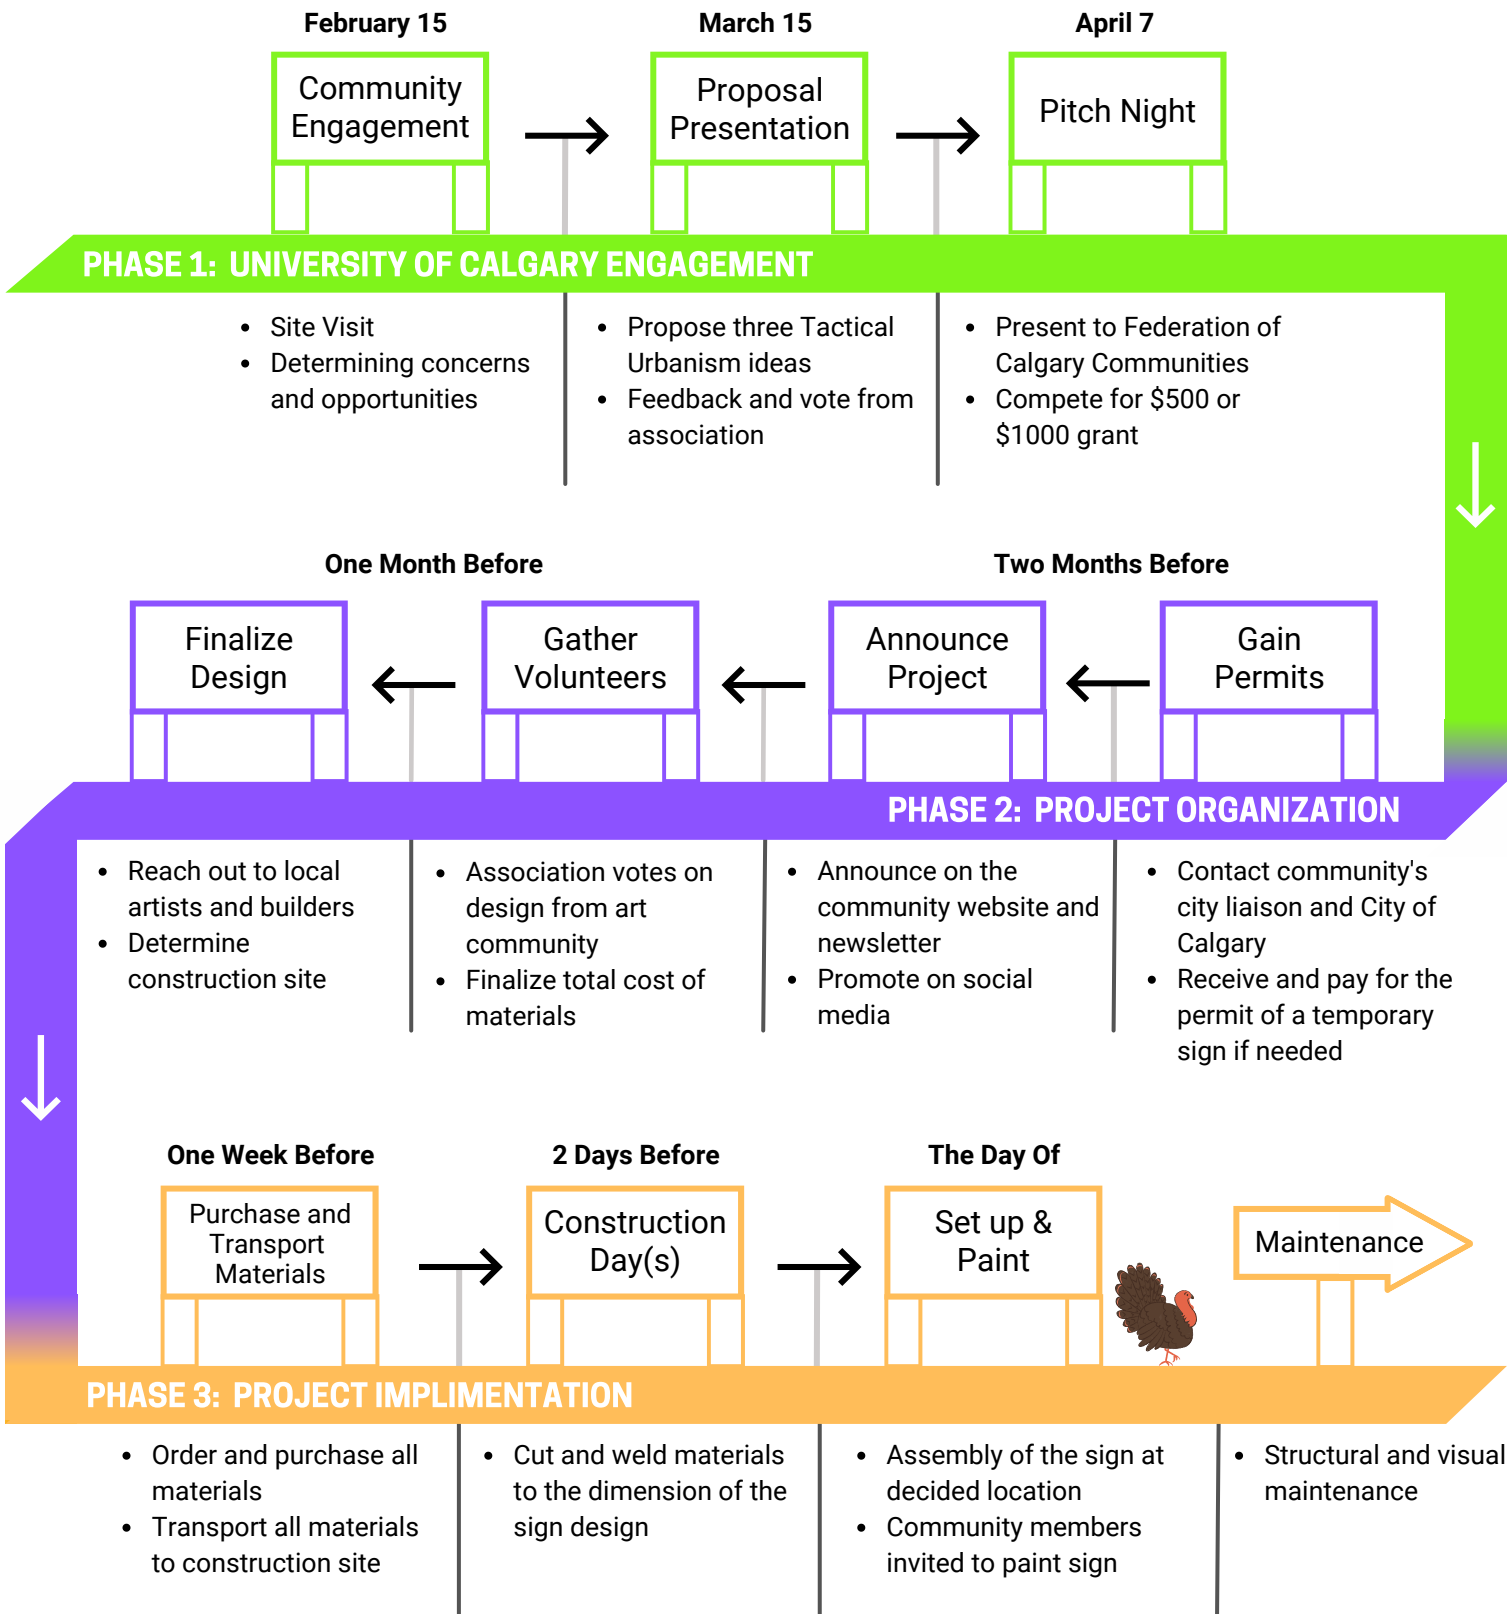 February 15
March 15
April 7
Community
Engagement
Proposal
Presentation
Pitch Night
PHASE 1: UNIVERSITY OF CALGARY ENGAGEMENT
• Site Visit
• Determining concerns
and opportunities
• Propose three Tactical
Urbanism ideas
• Feedback and vote from
association
• Present to Federation of
Calgary Communities
• Compete for $500 or
$1000 grant
One Month Before
Two Months Before
Finalize
Design
Gather
Volunteers
Announce
Project
Gain
Permits
PHASE 2: PROJECT ORGANIZATION
• Reach out to local
artists and builders
• Determine
construction site
• Association votes on
design from art
community
• Finalize total cost of
materials
• Announce on the
community website and
newsletter
• Promote on social
media
• Contact community's
city liaison and City of
Calgary
• Receive and pay for the
permit of a temporary
sign if needed
One Week Before
2 Days Before
The Day Of
Purchase and
Transport
Materials
Construction
Day(s)
Set up &
Paint
Maintenance
PHASE 3: PROJECT IMPLIMENTATION
• Order and purchase all
materials
• Transport all materials
to construction site
• Cut and weld materials
to the dimension of the
sign design
• Assembly of the sign at
decided location
• Community members
invited to paint sign
• Structural and visual
maintenance